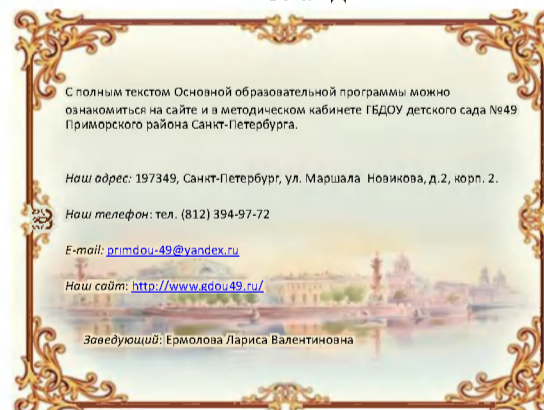 С полным текстом Основной образовательной программы можно
ознакомиться на сайте и в методическом кабинете ГБДОУ детского сада №49
Приморского района Санкт-Петербурга.
Наш адрес: 197349, Санкт-Петербург, ул. Маршала Новикова, д.2, корп. 2.
Наш телефон: тел. (812) 394-97-72
E-mail: primdou-49@yandex.ru
Наш сайт: http://www.gdou49.ru/
Заведующий: Ермолова Лариса Валентиновна